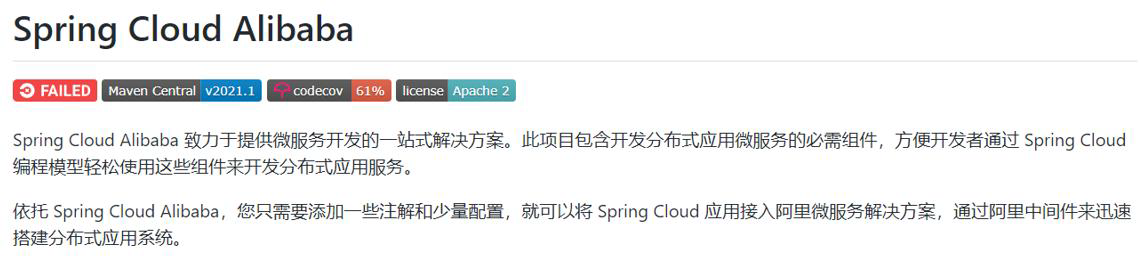 Spring Cloud Alibaba
FAILED Maven Central v2021.1 codecov 61% license Apache 2
Spring Cloud Alibaba 致力于提供微服务开发的一站式解决方案。此项目包含开发分布式应用微服务的必需组件，方便开发者通过 Spring Cloud
编程模型轻松使用这些组件来开发分布式应用服务。
依托 Spring Cloud Alibaba，您只需要添加一些注解和少量配置，就可以将 Spring Cloud 应用接入阿里微服务解决方案，通过阿里中间件来迅速
搭建分布式应用系统。